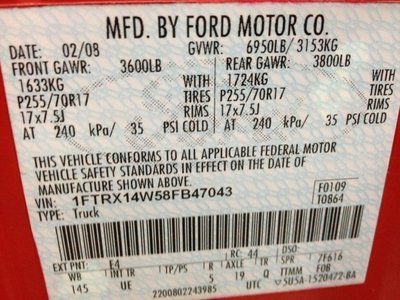 MFD. BY FORD MOTOR CO.
DATE: 02/08 GVWR: 6950LB/ 3153KG
FRONT GAWR: 3600LB REAR GAWR: 3800LB
1633KG WITH 1724KG WITH
P255/70R17 TIRES P255/70R17 TIRES
17x7.5J RIMS 17x7.5J RIMS
AT 240 kPa/ 35 PSI COLD AT 240 kPa/ 35 PSI COLD
THIS VEHICLE CONFORMS TO ALL APPLICABLE FEDERAL MOTOR
VEHICLE SAFETY STANDARDS IN EFFECT ON THE DATE OF
MANUFACTURE SHOWN ABOVE.
VIN: 1FTRX14W58FB47043 F0109
TYPE: Truck T0864
EXT PNT: E4 RC: 44 DSO:
WB INT TR TP/PS R AXLE TR SPR 7F616
145 UE 5 19 Q TTMM FOB
2200802243985 5U5A-1520472-BA